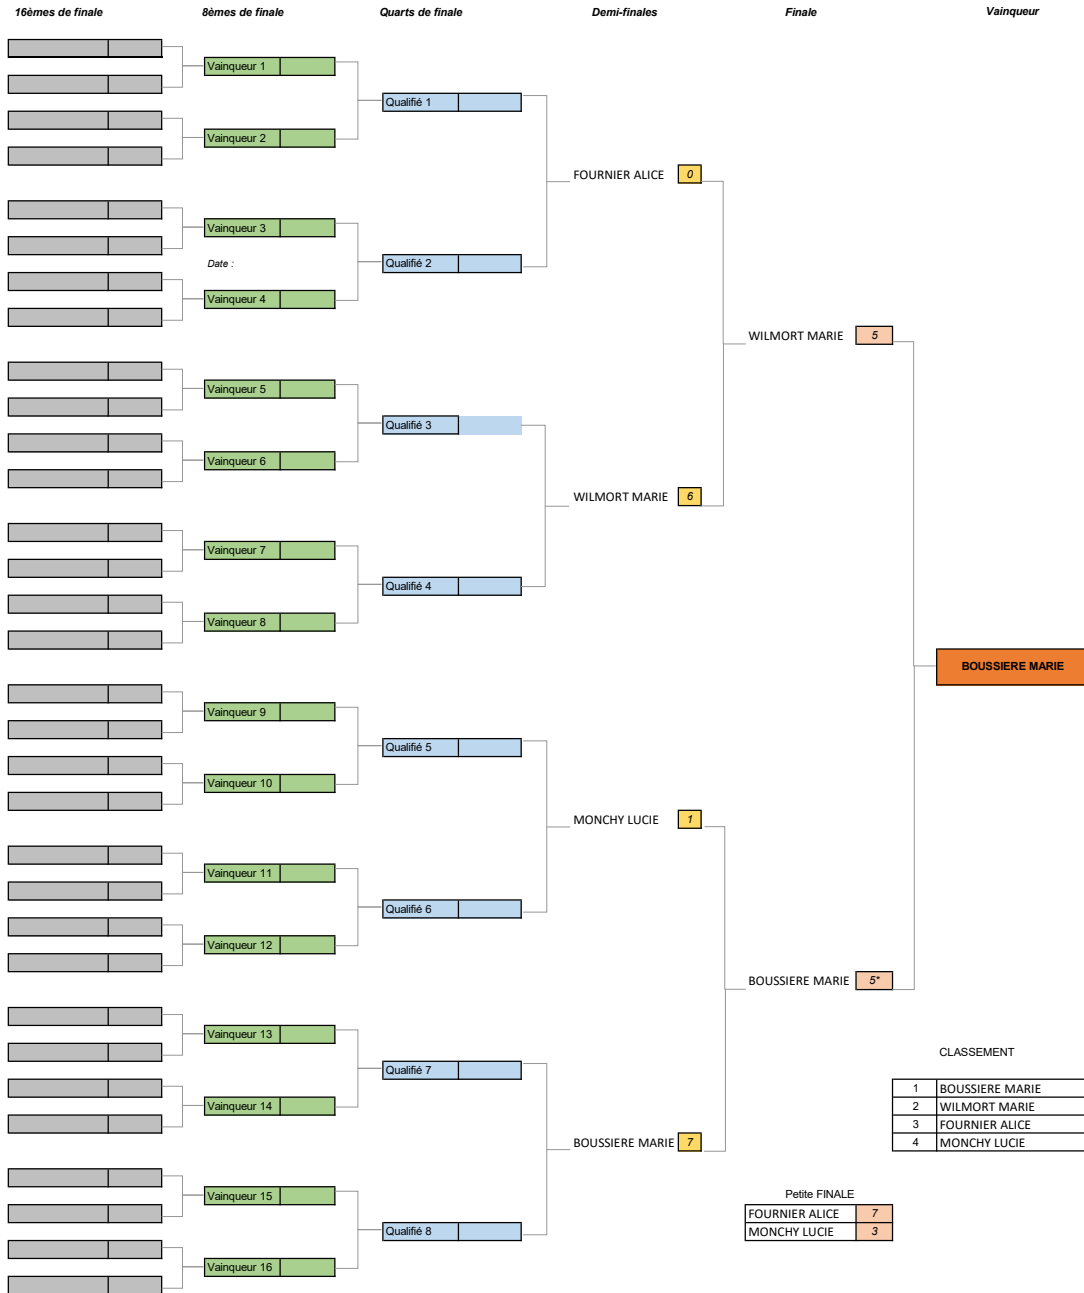 16èmes de finale 8èmes de finale Quarts de finale Demi-finales Finale Vainqueur
Vainqueur 1
Qualifié 1
Vainqueur 2
FOURNIER ALICE 0
Vainqueur 3
Date :
Qualifié 2
Vainqueur 4
WILMORT MARIE 5
Vainqueur 5
Qualifié 3
Vainqueur 6
WILMORT MARIE 6
Vainqueur 7
Qualifié 4
Vainqueur 8
BOUSSIERE MARIE
Vainqueur 9
Qualifié 5
Vainqueur 10
MONCHY LUCIE 1
Vainqueur 11
Qualifié 6
Vainqueur 12
BOUSSIERE MARIE 5*
Vainqueur 13
CLASSEMENT
Qualifié 7
1 BOUSSIERE MARIE
Vainqueur 14
2 WILMORT MARIE
3 FOURNIER ALICE
BOUSSIERE MARIE 7
4 MONCHY LUCIE
Vainqueur 15
Petite FINALE
FOURNIER ALICE 7
Qualifié 8
MONCHY LUCIE 3
Vainqueur 16